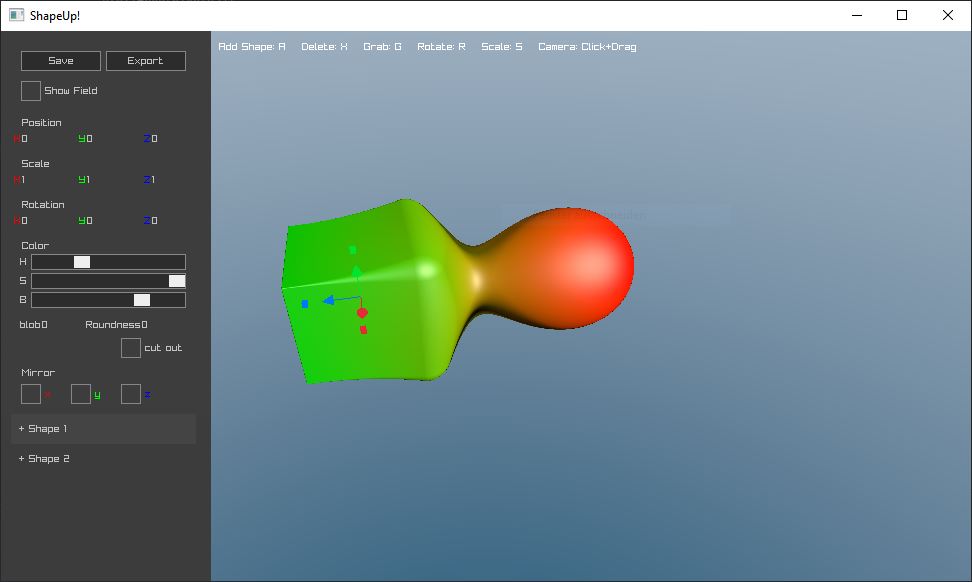 ShapeUp!
Add Shape: A Delete: X Grab: G Rotate: R Scale: S Camera: Click+Drag
Save Export
Show Field
Position
X0 Y0 Z0
Scale
X1 Y1 Z1
Rotation
X0 Y0 Z0
Color
H
S
B
blob0 Roundness0
cut out
Mirror
x y z
+ Shape 1
+ Shape 2